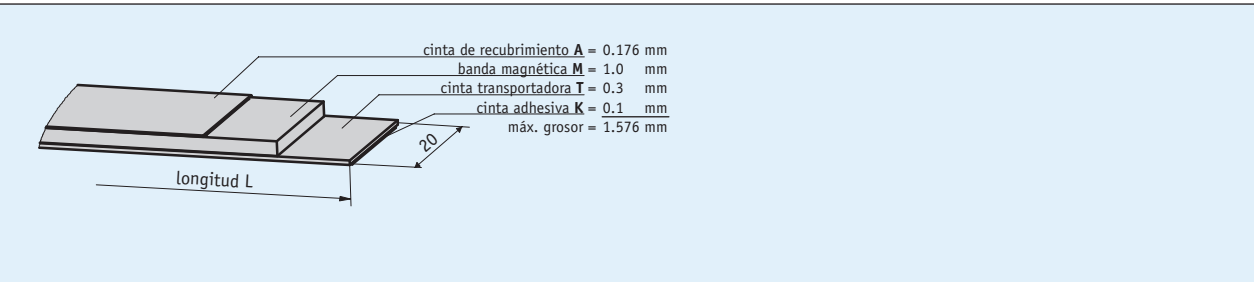 cinta de recubrimiento A = 0.176 mm
banda magnética M = 1.0 mm
cinta transportadora T = 0.3 mm
cinta adhesiva K = 0.1 mm
máx. grosor = 1.576 mm
20
longitud L